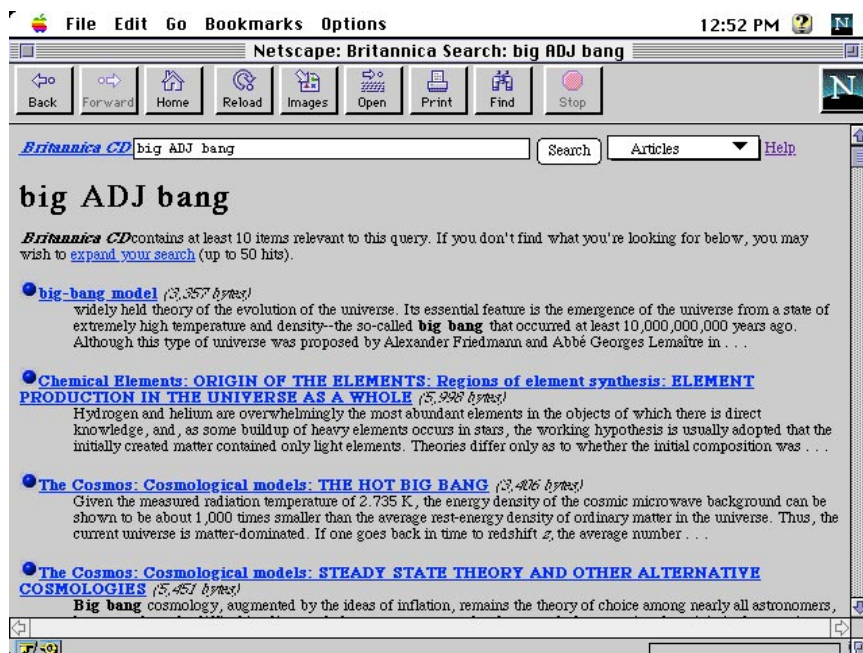 File Edit Go Bookmarks Options 12:52 PM
Netscape: Britannica Search: big ADJ bang
Back Forward Home Reload Images Open Print Find Stop N
Britannica CD big ADJ bang Search Articles Help
big ADJ bang
Britannica CD contains at least 10 items relevant to this query. If you don't find what you're looking for below, you may
wish to expand your search (up to 50 hits).
big-bang model (3,357 bytes)
widely held theory of the evolution of the universe. Its essential feature is the emergence of the universe from a state of
extremely high temperature and density--the so-called big bang that occurred at least 10,000,000,000 years ago.
Although this type of universe was proposed by Alexander Friedmann and Abbé Georges Lemaître in . . .
Chemical Elements: ORIGIN OF THE ELEMENTS: Regions of element synthesis: ELEMENT
PRODUCTION IN THE UNIVERSE AS A WHOLE (5,998 bytes)
Hydrogen and helium are overwhelmingly the most abundant elements in the objects of which there is direct
knowledge, and, as some buildup of heavy elements occurs in stars, the working hypothesis is usually adopted that the
initially created matter contained only light elements. Theories differ only as to whether the initial composition was . . .
The Cosmos: Cosmological models: THE HOT BIG BANG (3,406 bytes)
Given the measured radiation temperature of 2.735 K, the energy density of the cosmic microwave background can be
shown to be about 1,000 times smaller than the average rest-energy density of ordinary matter in the universe. Thus, the
current universe is matter-dominated. If one goes back in time to redshift z, the average number . . .
The Cosmos: Cosmological models: STEADY STATE THEORY AND OTHER ALTERNATIVE
COSMOLOGIES (5,451 bytes)
Big bang cosmology, augmented by the ideas of inflation, remains the theory of choice among nearly all astronomers,